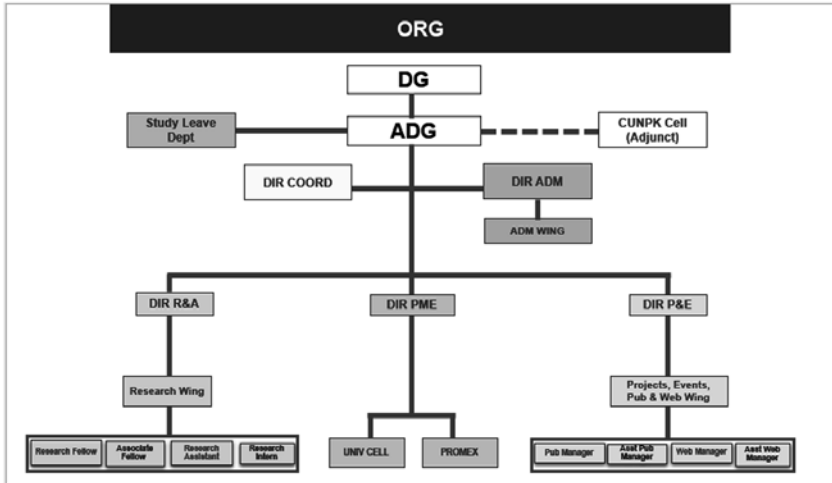 ORG
DG
Study Leave
Dept
ADG
CUNPK Cell
(Adjunct)
DIR COORD
DIR ADM
ADM WING
DIR R&A
DIR PME
DIR P&E
Research Wing
Projects, Events,
Pub & Web Wing
Research Fellow
Associate
Fellow
Research
Assistant
Research
Intern
UNIV CELL
PROMEX
Pub Manager
Asst Pub
Manager
Web Manager
Asst Web
Manager